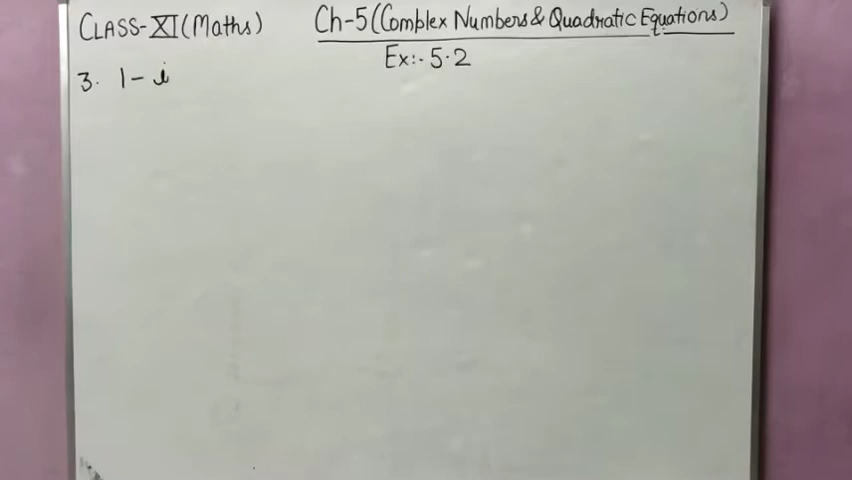 CLASS-XI(Maths)
Ch-5(Complex Numbers & Quadratic Equations)
Ex:- 5.2
3. 1 - i